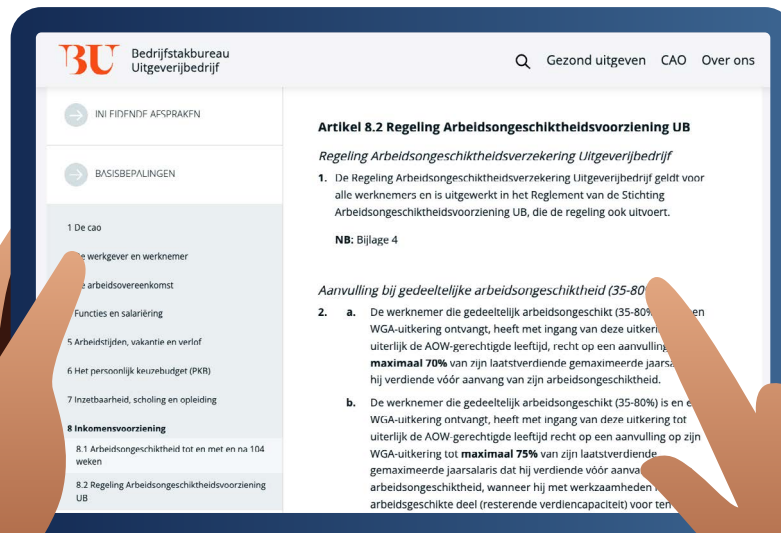 BU Bedrijfstakbureau
Uitgeverijbedrijf
Gezond uitgeven CAO Over ons
INLEIDENDE AFSPRAKEN
BASISBEPALINGEN
1 De cao
werkgever en werknemer
arbeidsovereenkomst
Functies en salariëring
5 Arbeidstijden, vakantie en verlof
6 Het persoonlijk keuzebudget (PKB)
7 Inzetbaarheid, scholing en opleiding
8 Inkomensvoorziening
8.1 Arbeidsongeschiktheid tot en met en na 104
weken
8.2 Regeling Arbeidsongeschiktheidsvoorziening
UB
Artikel 8.2 Regeling Arbeidsongeschiktheidsvoorziening UB
Regeling Arbeidsongeschiktheidsverzekering Uitgeverijbedrijf
1. De Regeling Arbeidsongeschiktheidsverzekering Uitgeverijbedrijf geldt voor
alle werknemers en is uitgewerkt in het Reglement van de Stichting
Arbeidsongeschiktheidsvoorziening UB, die de regeling ook uitvoert.
NB: Bijlage 4
Aanvulling bij gedeeltelijke arbeidsongeschiktheid (35-80
2. a. De werknemer die gedeeltelijk arbeidsongeschikt (35-80% en
WGA-uitkering ontvangt, heeft met ingang van deze
uiterlijk de AOW-gerechtigde leeftijd, recht op een aanvulling
maximaal 70% van zijn laatstverdiende gemaximeerde
hij verdiende vóór aanvang van zijn arbeidsongeschiktheid.
b. De werknemer die gedeeltelijk arbeidsongeschikt (35-80%) is en
WGA-uitkering ontvangt, heeft met ingang van deze uitkering tot
uiterlijk de AOW-gerechtigde leeftijd recht op een aanvulling op zijn
WGA-uitkering tot maximaal 75% van zijn laatstverdiende
gemaximeerde jaarsalaris dat hij verdiende vóór
arbeidsongeschiktheid, wanneer hij met werkzaamheden
arbeidsgeschikte deel (resterende verdiencapaciteit) voor